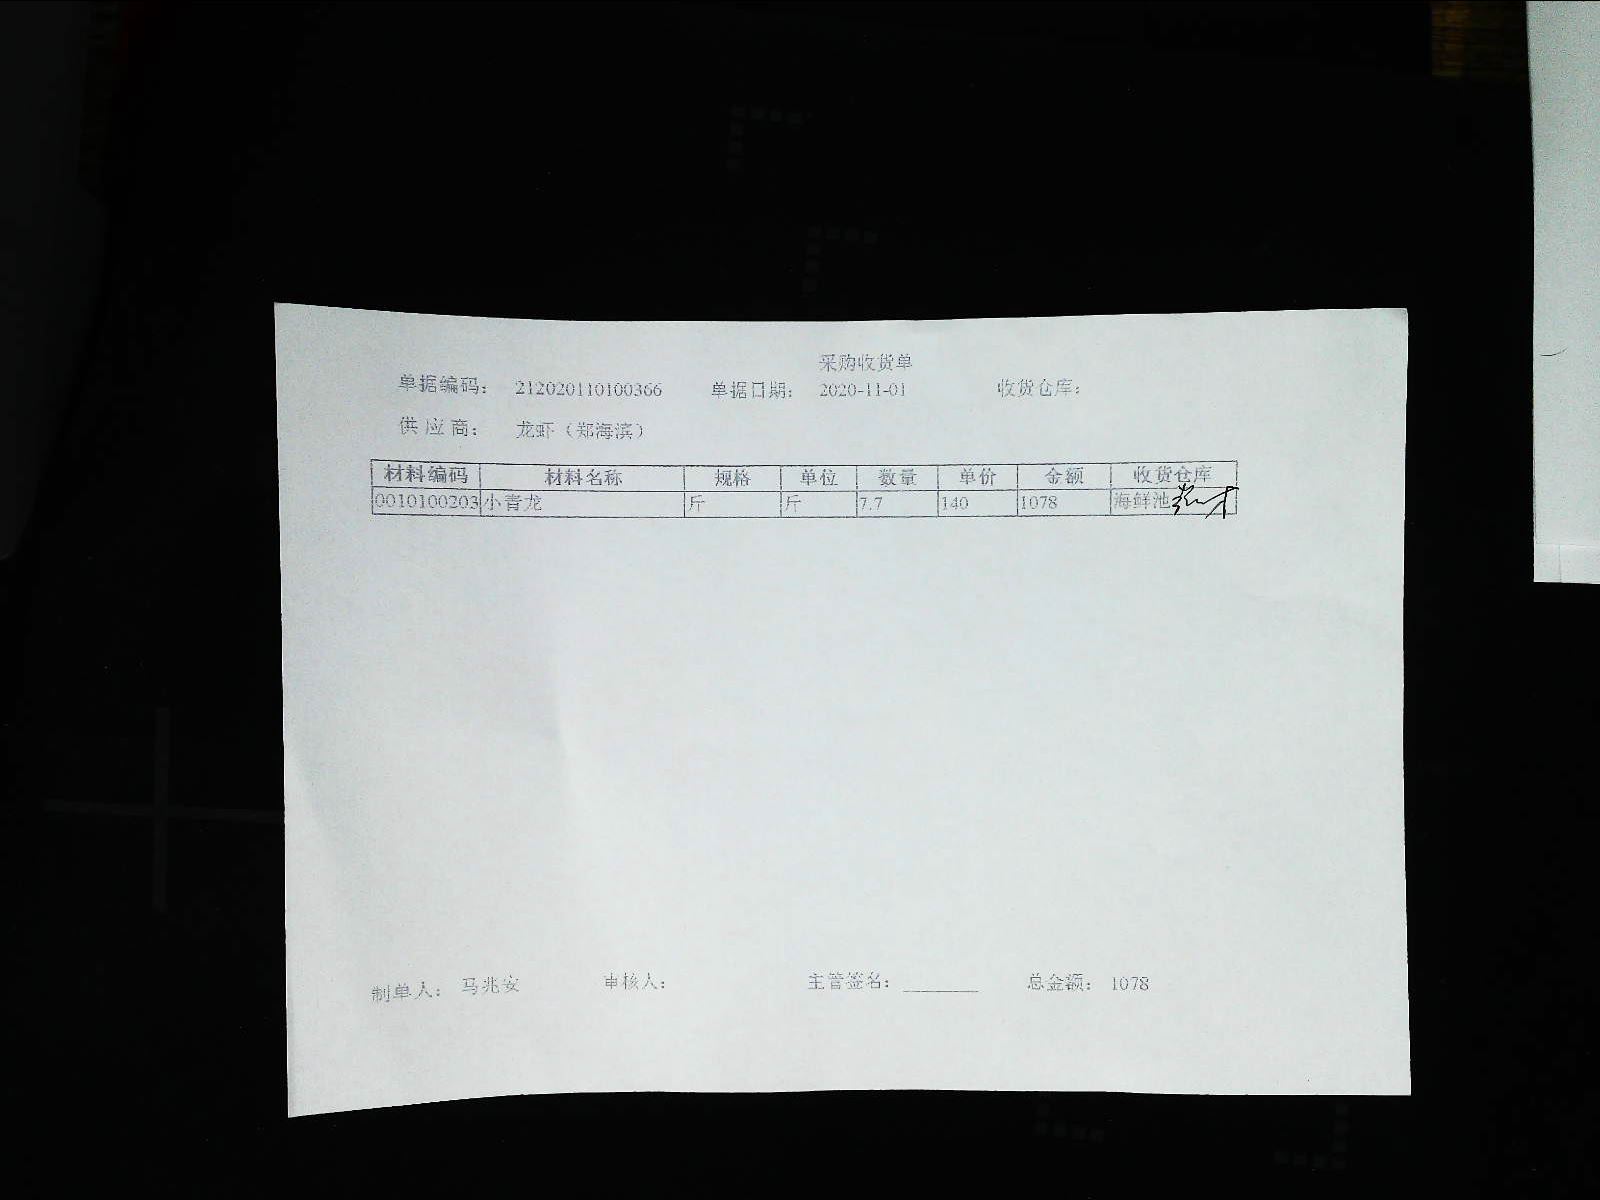 采购收货单
单据编码: 212020110100366 单据日期: 2020-11-01 收货仓库:
供应商: 龙虾（郑海滨）
材料编码 材料名称 规格 单位 数量 单价 金额 收货仓库
0010100203 小青龙 斤 斤 7.7 140 1078 海鲜池
制单人: 马兆安 审核人: 主管签名: ________ 总金额: 1078